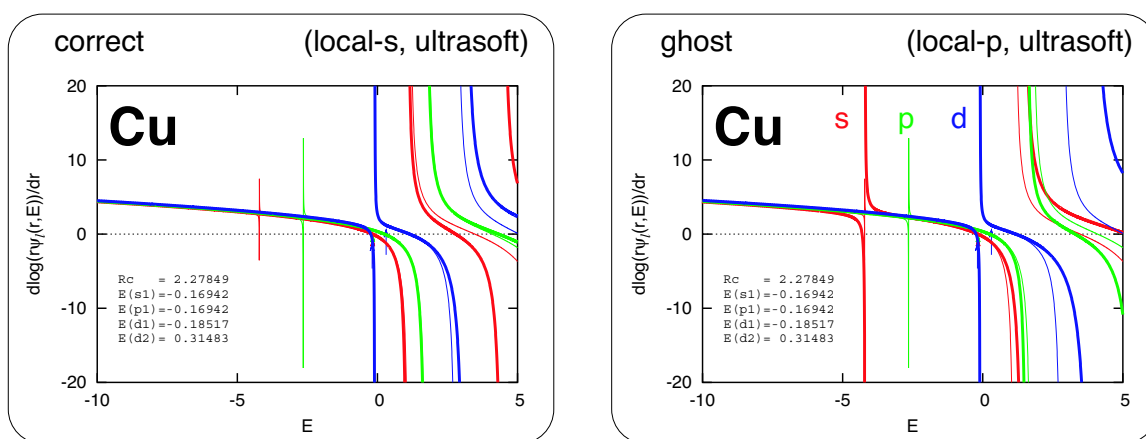 correct (local-s, ultrasoft)
Cu
dlog(rψl(r,E))/dr
20
10
0
-10
-20
Rc = 2.27849
E(s1)=-0.16942
E(p1)=-0.16942
E(d1)=-0.18517
E(d2)= 0.31483
-10 -5 0 5
E
ghost (local-p, ultrasoft)
Cu
s p d
dlog(rψl(r,E))/dr
20
10
0
-10
-20
Rc = 2.27849
E(s1)=-0.16942
E(p1)=-0.16942
E(d1)=-0.18517
E(d2)= 0.31483
-10 -5 0 5
E